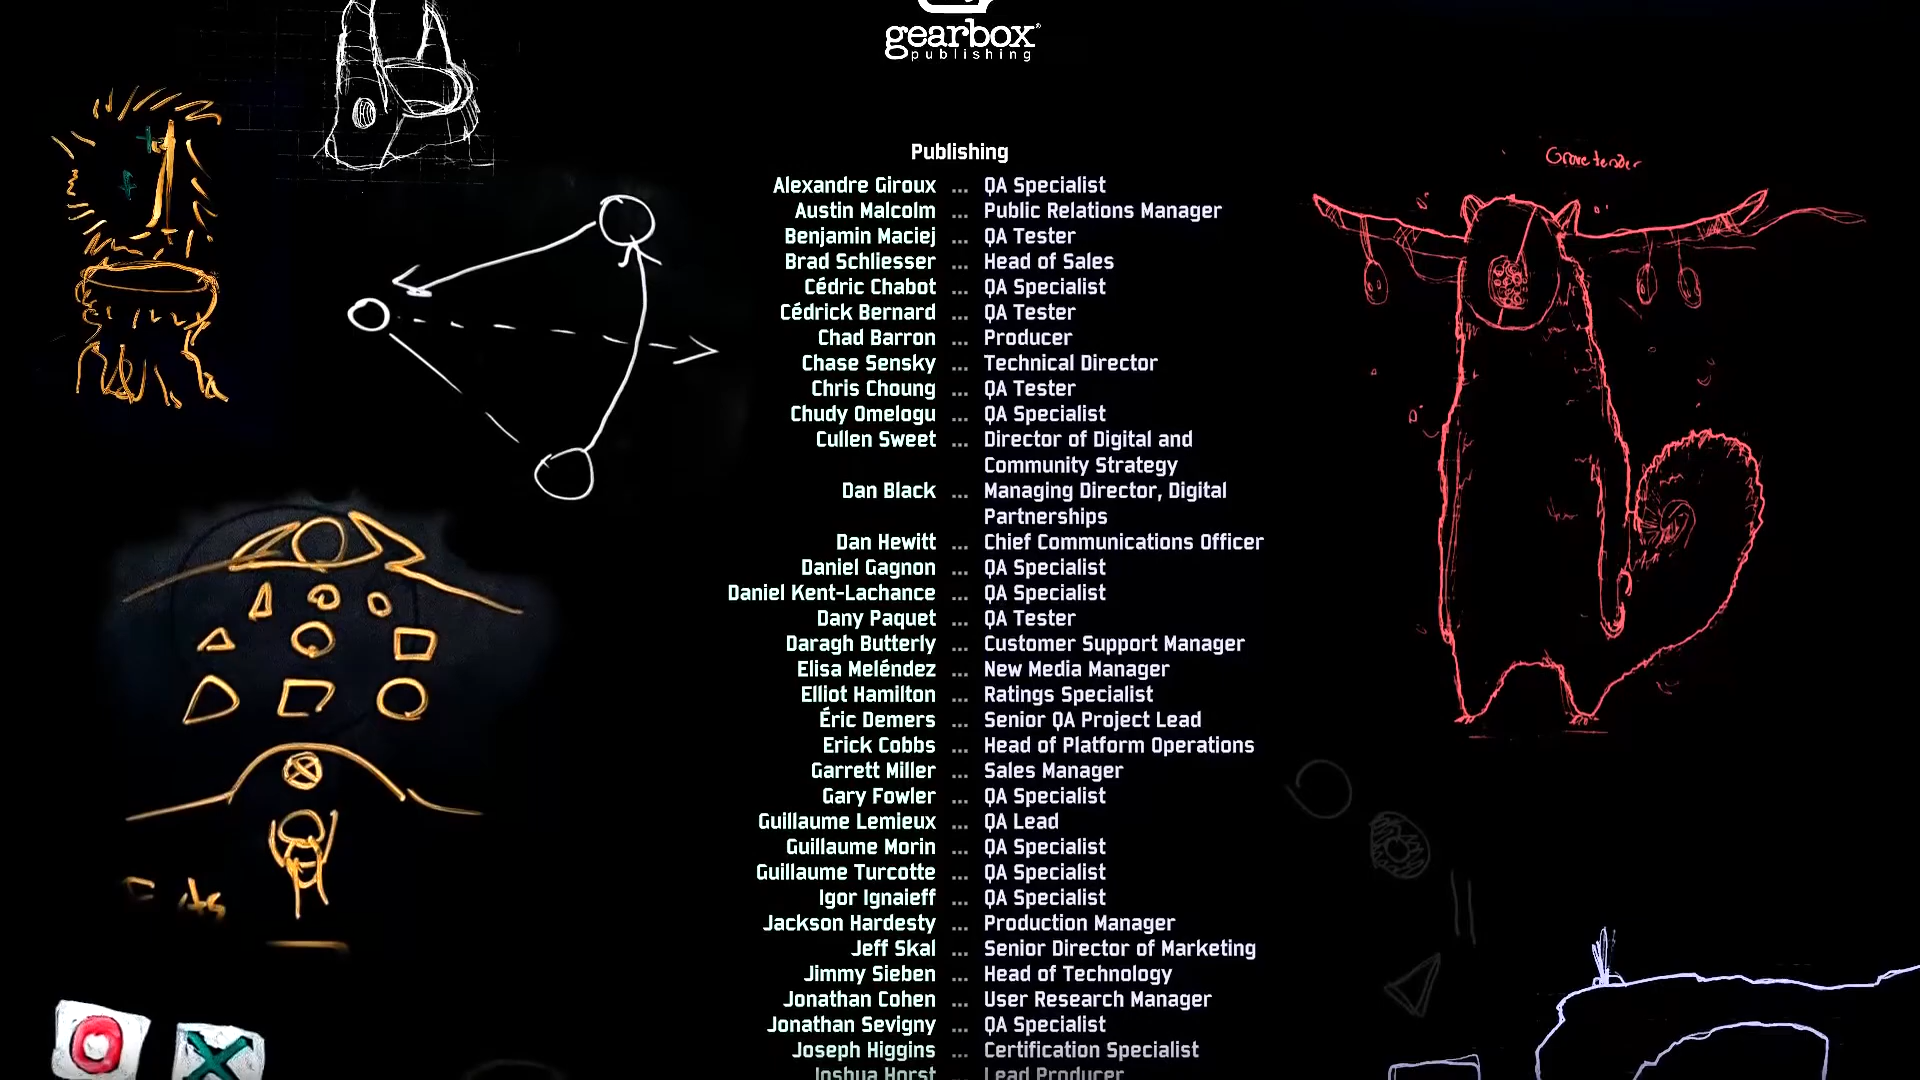 gearbox®
publishing
Publishing
Alexandre Giroux ... QA Specialist
Austin Malcolm ... Public Relations Manager
Benjamin Maciej ... QA Tester
Brad Schliesser ... Head of Sales
Cédric Chabot ... QA Specialist
Cédrick Bernard ... QA Tester
Chad Barron ... Producer
Chase Sensky ... Technical Director
Chris Choung ... QA Tester
Chudy Omelogu ... QA Specialist
Cullen Sweet ... Director of Digital and
Community Strategy
Dan Black ... Managing Director, Digital
Partnerships
Dan Hewitt ... Chief Communications Officer
Daniel Gagnon ... QA Specialist
Daniel Kent-Lachance ... QA Specialist
Dany Paquet ... QA Tester
Daragh Butterly ... Customer Support Manager
Elisa Meléndez ... New Media Manager
Elliot Hamilton ... Ratings Specialist
Éric Demers ... Senior QA Project Lead
Erick Cobbs ... Head of Platform Operations
Garrett Miller ... Sales Manager
Gary Fowler ... QA Specialist
Guillaume Lemieux ... QA Lead
Guillaume Morin ... QA Specialist
Guillaume Turcotte ... QA Specialist
Igor Ignaieff ... QA Specialist
Jackson Hardesty ... Production Manager
Jeff Skal ... Senior Director of Marketing
Jimmy Sieben ... Head of Technology
Jonathan Cohen ... User Research Manager
Jonathan Sevigny ... QA Specialist
Joseph Higgins ... Certification Specialist
Joshua Horst ... Lead Producer
Grovetender